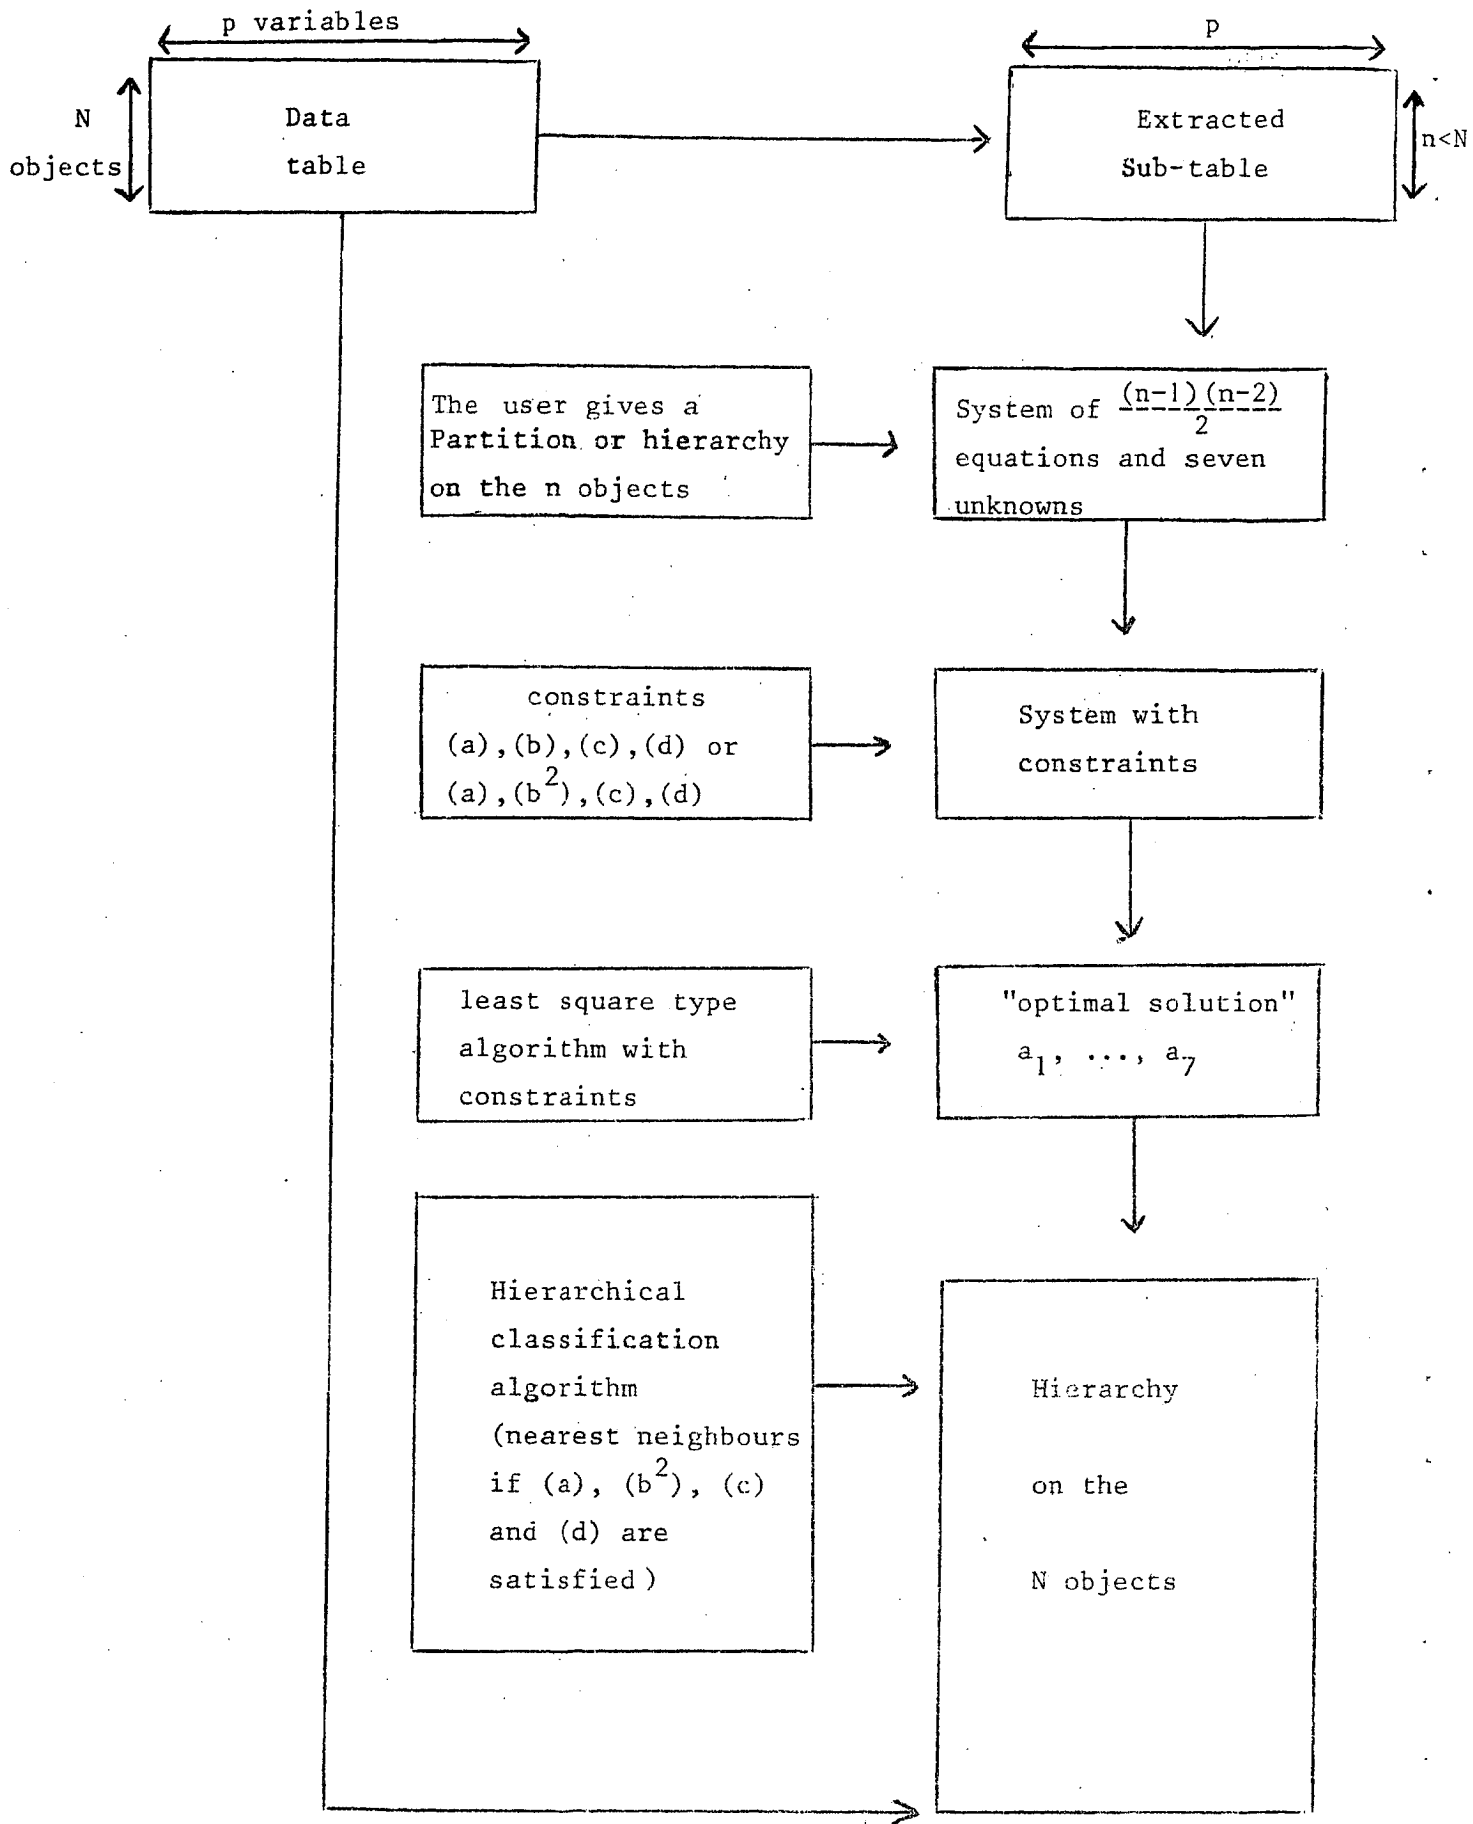 p variables
p
N
objects
Data
table
Extracted
Sub-table
n<N
The user gives a
Partition or hierarchy
on the n objects
System of (n-1)(n-2)
2
equations and seven
unknowns
constraints
(a),(b),(c),(d) or
(a),(b²),(c),(d)
System with
constraints
least square type
algorithm with
constraints
"optimal solution"
a₁, ..., a₇
Hierarchical
classification
algorithm
(nearest neighbours
if (a), (b²), (c)
and (d) are
satisfied)
Hierarchy
on the
N objects